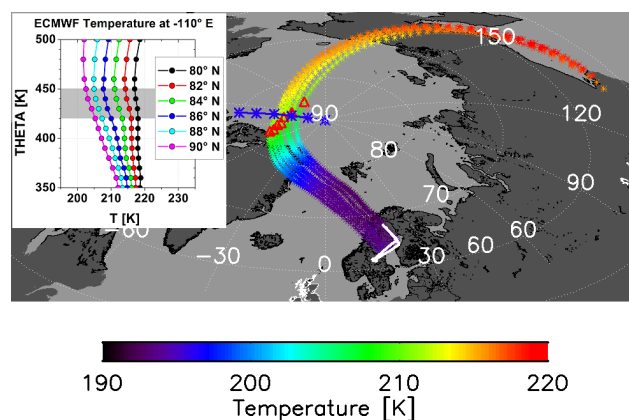 ECMWF Temperature at -110° E
500
450
400
350
THETA [K]
200 210 220 230
T [K]
80° N
82° N
84° N
86° N
88° N
90° N
150
120
90
90
80
70
60
60
30
0
-30
-60
190 200 210 220
Temperature [K]